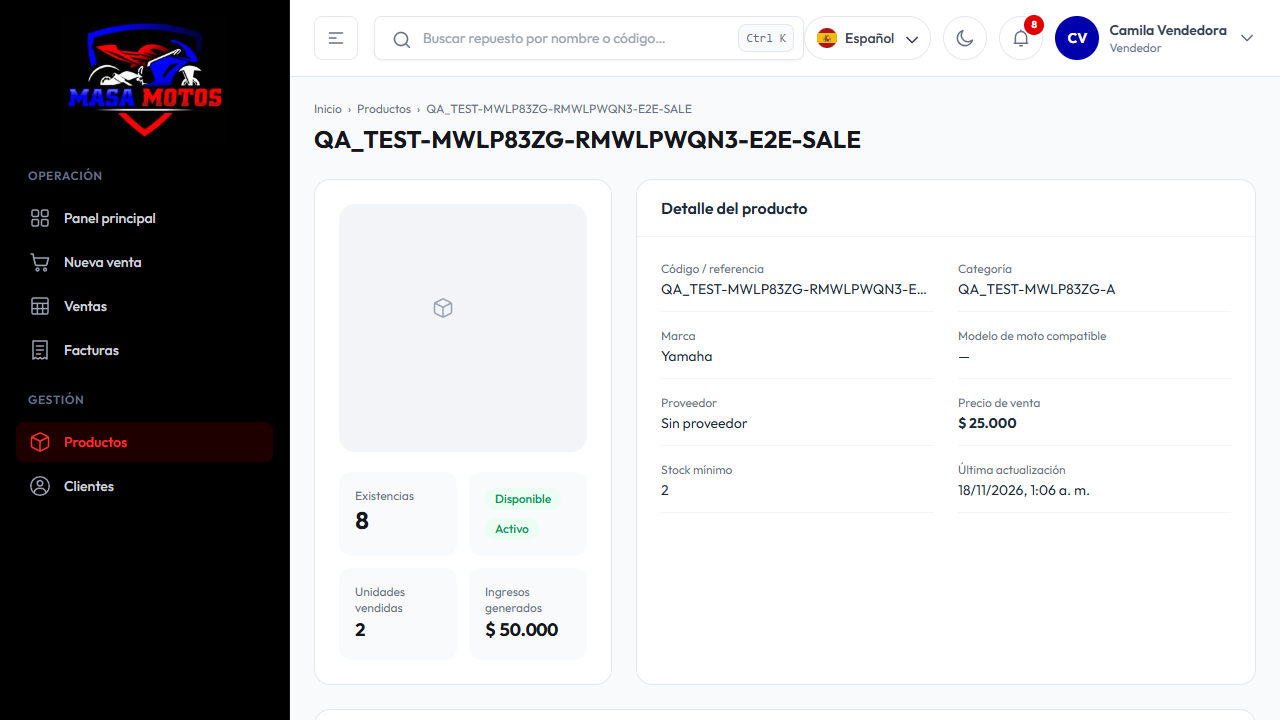 MASA MOTOS
OPERACIÓN
Panel principal
Nueva venta
Ventas
Facturas
GESTIÓN
Productos
Clientes
Buscar repuesto por nombre o código...
Ctrl K
Español
8
CV
Camila Vendedora
Vendedor
Inicio › Productos › QA_TEST-MWLP83ZG-RMWLPWQN3-E2E-SALE
QA_TEST-MWLP83ZG-RMWLPWQN3-E2E-SALE
Existencias
8
Disponible
Activo
Unidades
vendidas
2
Ingresos
generados
$ 50.000
Detalle del producto
Código / referencia
QA_TEST-MWLP83ZG-RMWLPWQN3-E...
Categoría
QA_TEST-MWLP83ZG-A
Marca
Yamaha
Modelo de moto compatible
—
Proveedor
Sin proveedor
Precio de venta
$ 25.000
Stock mínimo
2
Última actualización
18/11/2026, 1:06 a. m.